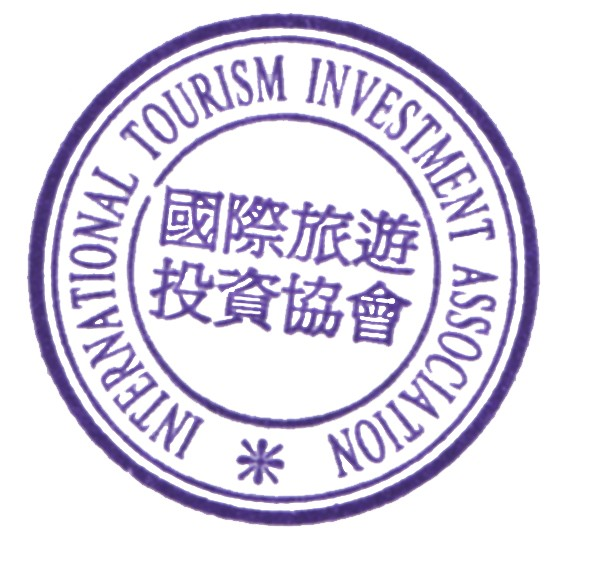 INTERNATIONAL TOURISM INVESTMENT ASSOCIATION
國際旅遊
投資協會